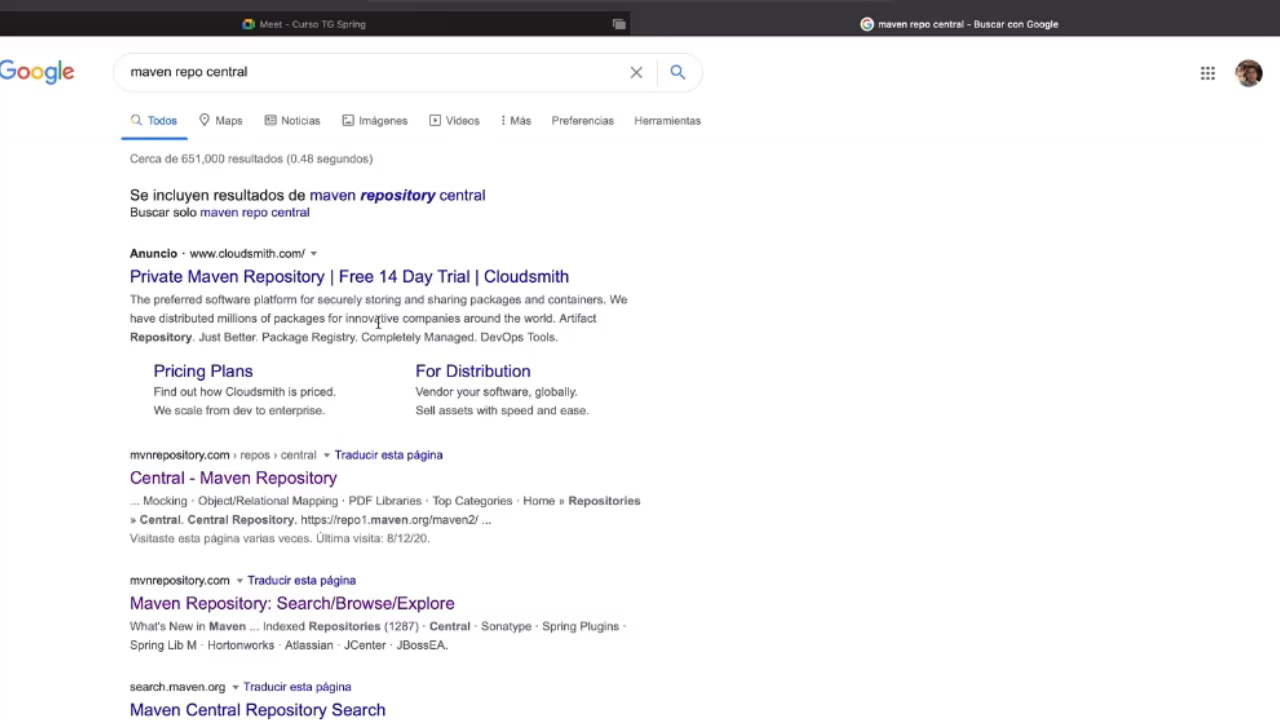 Meet - Curso TG Spring
maven repo central - Buscar con Google
Google
maven repo central
Todos
Maps
Noticias
Imágenes
Videos
Más
Preferencias
Herramientas
Cerca de 651,000 resultados (0.48 segundos)
Se incluyen resultados de maven repository central
Buscar solo maven repo central
Anuncio · www.cloudsmith.com/
Private Maven Repository | Free 14 Day Trial | Cloudsmith
The preferred software platform for securely storing and sharing packages and containers. We
have distributed millions of packages for innovative companies around the world. Artifact
Repository. Just Better. Package Registry. Completely Managed. DevOps Tools.
Pricing Plans
Find out how Cloudsmith is priced.
We scale from dev to enterprise.
For Distribution
Vendor your software, globally.
Sell assets with speed and ease.
mvnrepository.com › repos › central Traducir esta página
Central - Maven Repository
... Mocking · Object/Relational Mapping · PDF Libraries · Top Categories · Home » Repositories
» Central. Central Repository. https://repo1.maven.org/maven2/ ...
Visitaste esta página varias veces. Última visita: 8/12/20.
mvnrepository.com Traducir esta página
Maven Repository: Search/Browse/Explore
What's New in Maven ... Indexed Repositories (1287) · Central · Sonatype · Spring Plugins ·
Spring Lib M · Hortonworks · Atlassian · JCenter · JBossEA.
search.maven.org Traducir esta página
Maven Central Repository Search